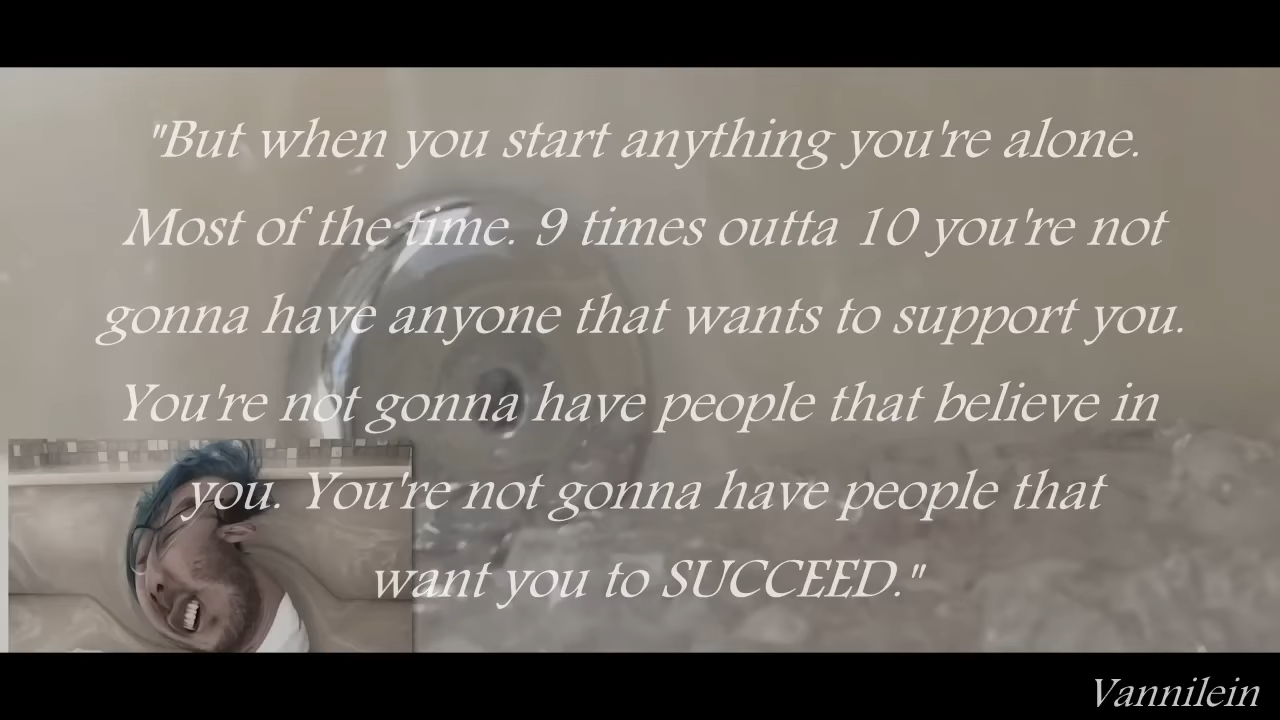 "But when you start anything you're alone.
Most of the time. 9 times outta 10 you're not
gonna have anyone that wants to support you.
You're not gonna have people that believe in
you. You're not gonna have people that
want you to SUCCEED."
Vannilein